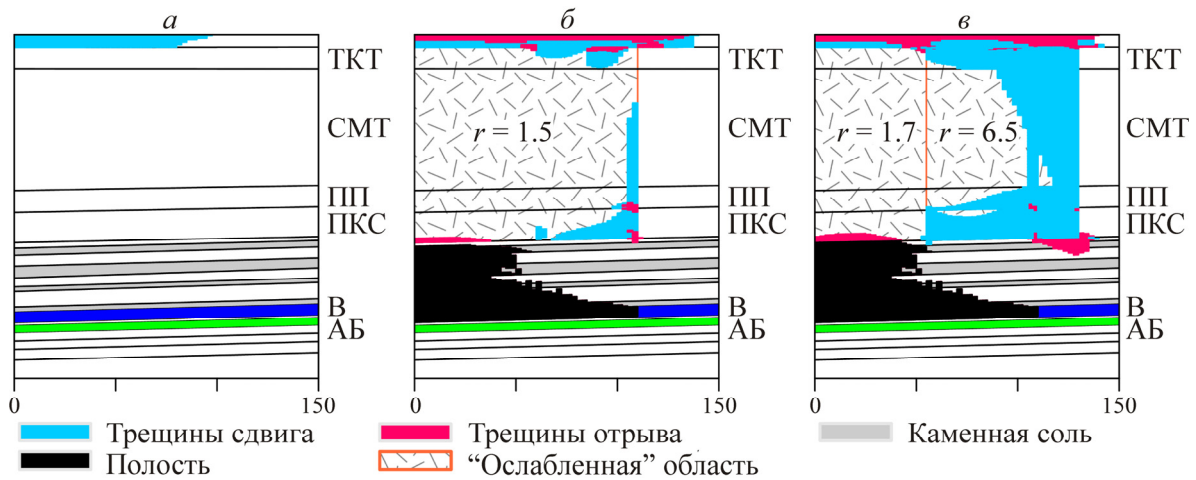 а б в
ТКТ ТКТ ТКТ
СМТ r = 1.5 СМТ r = 1.7 r = 6.5 СМТ
ПП ПП ПП
ПКС ПКС ПКС
В В В
АБ АБ АБ
0 150 0 150 0 150
Трещины сдвига Трещины отрыва Каменная соль
Полость “Ослабленная” область